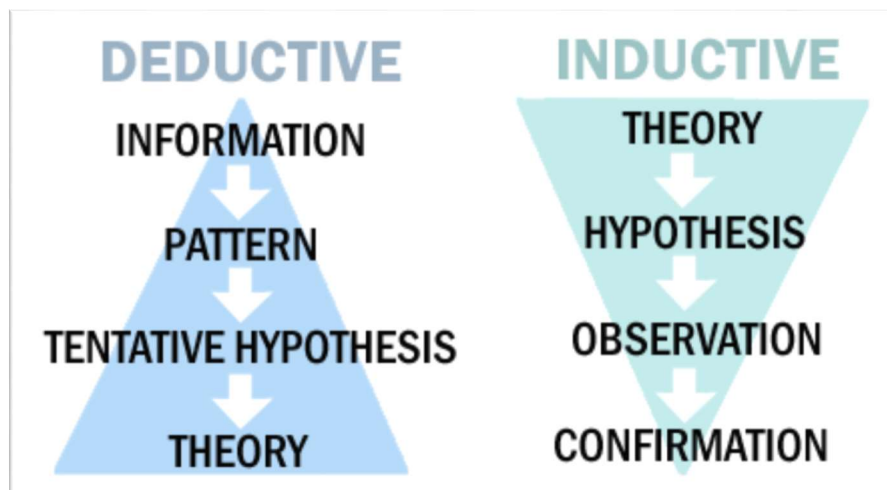 DEDUCTIVE
INFORMATION
PATTERN
TENTATIVE HYPOTHESIS
THEORY
INDUCTIVE
THEORY
HYPOTHESIS
OBSERVATION
CONFIRMATION